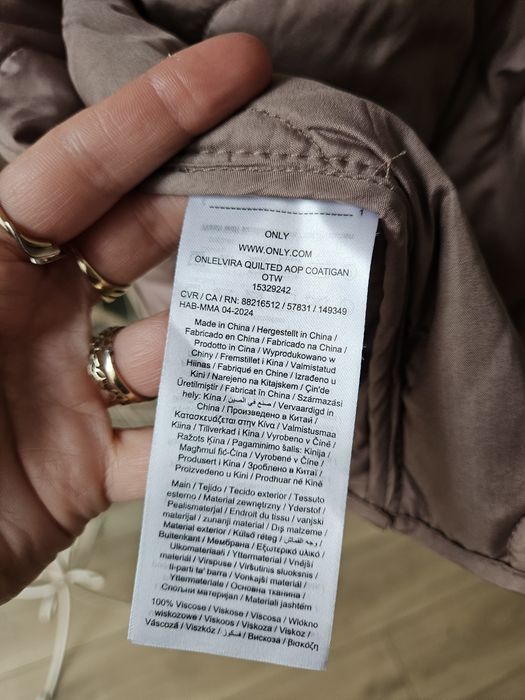 1
ONLY
WWW.ONLY.COM
ONLELVIRA QUILTED AOP COATIGAN
OTW
15329242
CVR / CA / RN: 88216512 / 57831 / 149349
HAB-MMA 04-2024
Made in China / Hergestellt in China /
Fabricado en China / Fabricado na China /
Prodotto in Cina / Wyprodukowano w
Chiny / Fremstillet i Kina / Valmistustud
Hiinas / Fabriqué en Chine / Izrađeno u
Kini / Narejeno na Kitajskem / Çin'de
Üretilmiştir / Fabricat în China / Származási
hely: Kína / صنع في الصين / Vervaardigd in
China / Произведено в Китай /
Κατασκευάζεται στην Κίνα / Valmistusmaa
Kiina / Tillverkad i Kina / Vyrobeno v Číně /
Ražots Ķīnā / Pagaminimo šalis: Kinija /
Magħmul fiċ-Ċina / Vyrobené v Číne /
Produsert i Kina / Зроблено в Китаї /
Proizvedeno u Kini / Prodhuar në Kinë
Main / Tejido / Tecido exterior / Tessuto
esterno / Materiał zewnętrzny / Yderstof /
Pealismaterjal / Endroit du tissu / vanjski
materijal / zunanji material / Dış malzeme /
Material exterior / Külső réteg / وجه القماش /
Buitenkant / Мембрана / Εξωτερικό υλικό /
Ulkomateriaali / Yttermaterial / Vnější
materiál / Virspuse / Viršutinis sluoksnis /
Il-parti ta' barra / Vonkajší materiál /
Yttermateriale / Основна тканина /
Спољни материјал / Materiali jashtëm
100% Viscose / Viskose / Viscosa / Włókno
wiskozowe / Viskoos / Viskoza / Viskoz /
Vâscoză / Viszkóz / فسكوز / Вискоза / βισκόζη